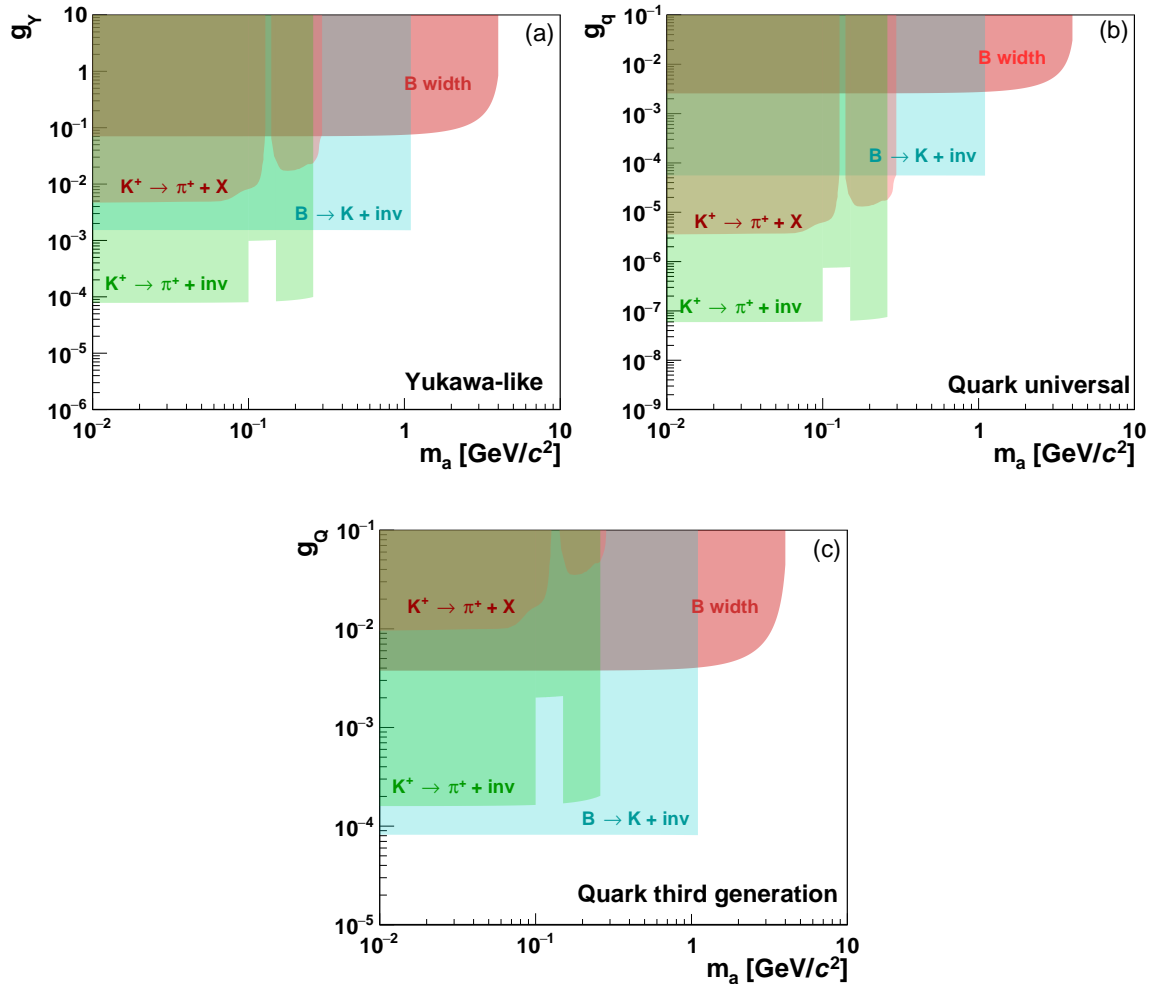 g_Y
10
1
10⁻¹
10⁻²
10⁻³
10⁻⁴
10⁻⁵
10⁻⁶
(a)
B width
K⁺ → π⁺ + X
B → K + inv
K⁺ → π⁺ + inv
Yukawa-like
10⁻² 10⁻¹ 1 10
m_a [GeV/c²]
g_q
10⁻¹
10⁻²
10⁻³
10⁻⁴
10⁻⁵
10⁻⁶
10⁻⁷
10⁻⁸
10⁻⁹
(b)
B width
B → K + inv
K⁺ → π⁺ + X
K⁺ → π⁺ + inv
Quark universal
10⁻² 10⁻¹ 1 10
m_a [GeV/c²]
g_Q
10⁻¹
10⁻²
10⁻³
10⁻⁴
10⁻⁵
(c)
K⁺ → π⁺ + X
B width
K⁺ → π⁺ + inv
B → K + inv
Quark third generation
10⁻² 10⁻¹ 1 10
m_a [GeV/c²]